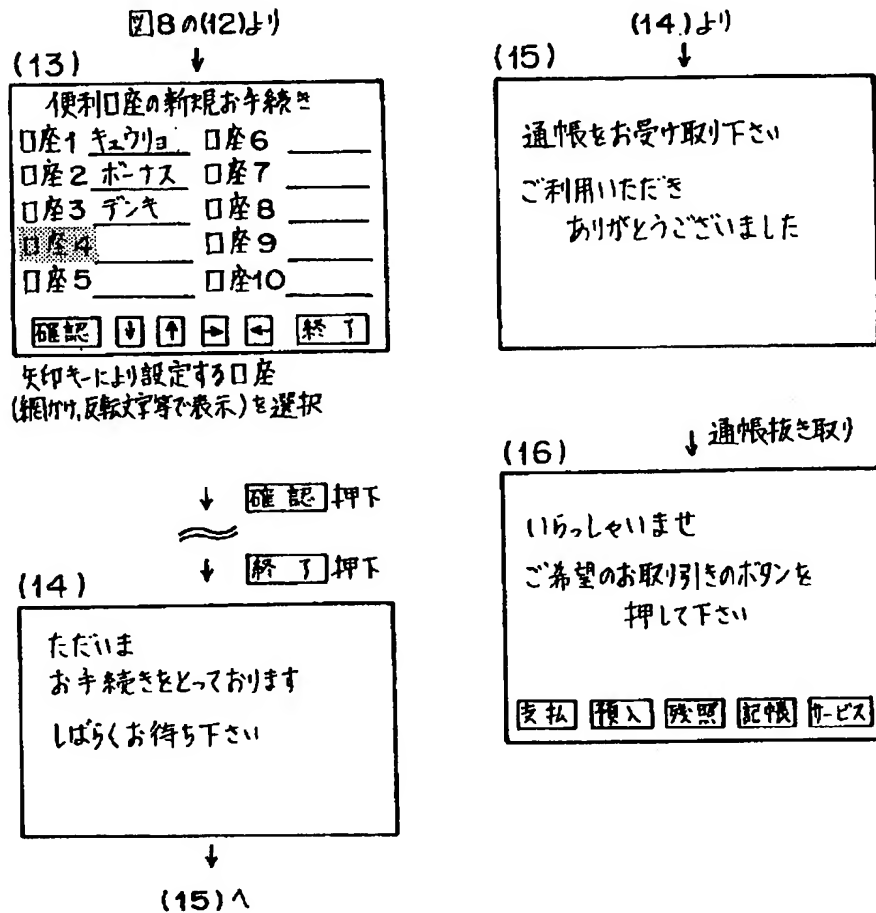 図8の(12)より
(13)
便利口座の新規お手続き
口座1 キュウリョ 口座6
口座2 ボーナス 口座7
口座3 デンキ 口座8
口座4 口座9
口座5 口座10
確認 ↓ ↑ → ← 終了
矢印キーにより設定する口座
(網かけ,反転文字等で表示)を選択
↓ 確認 押下
↓ 終了 押下
(14)
ただいま
お手続きをとっております
しばらくお待ち下さい
(15)へ
(14)より
(15)
通帳をお受け取り下さい
ご利用いただき
ありがとうございました
↓ 通帳抜き取り
(16)
いらっしゃいませ
ご希望のお取り引きのボタンを
押して下さい
支払 預入 残照 記帳 サービス